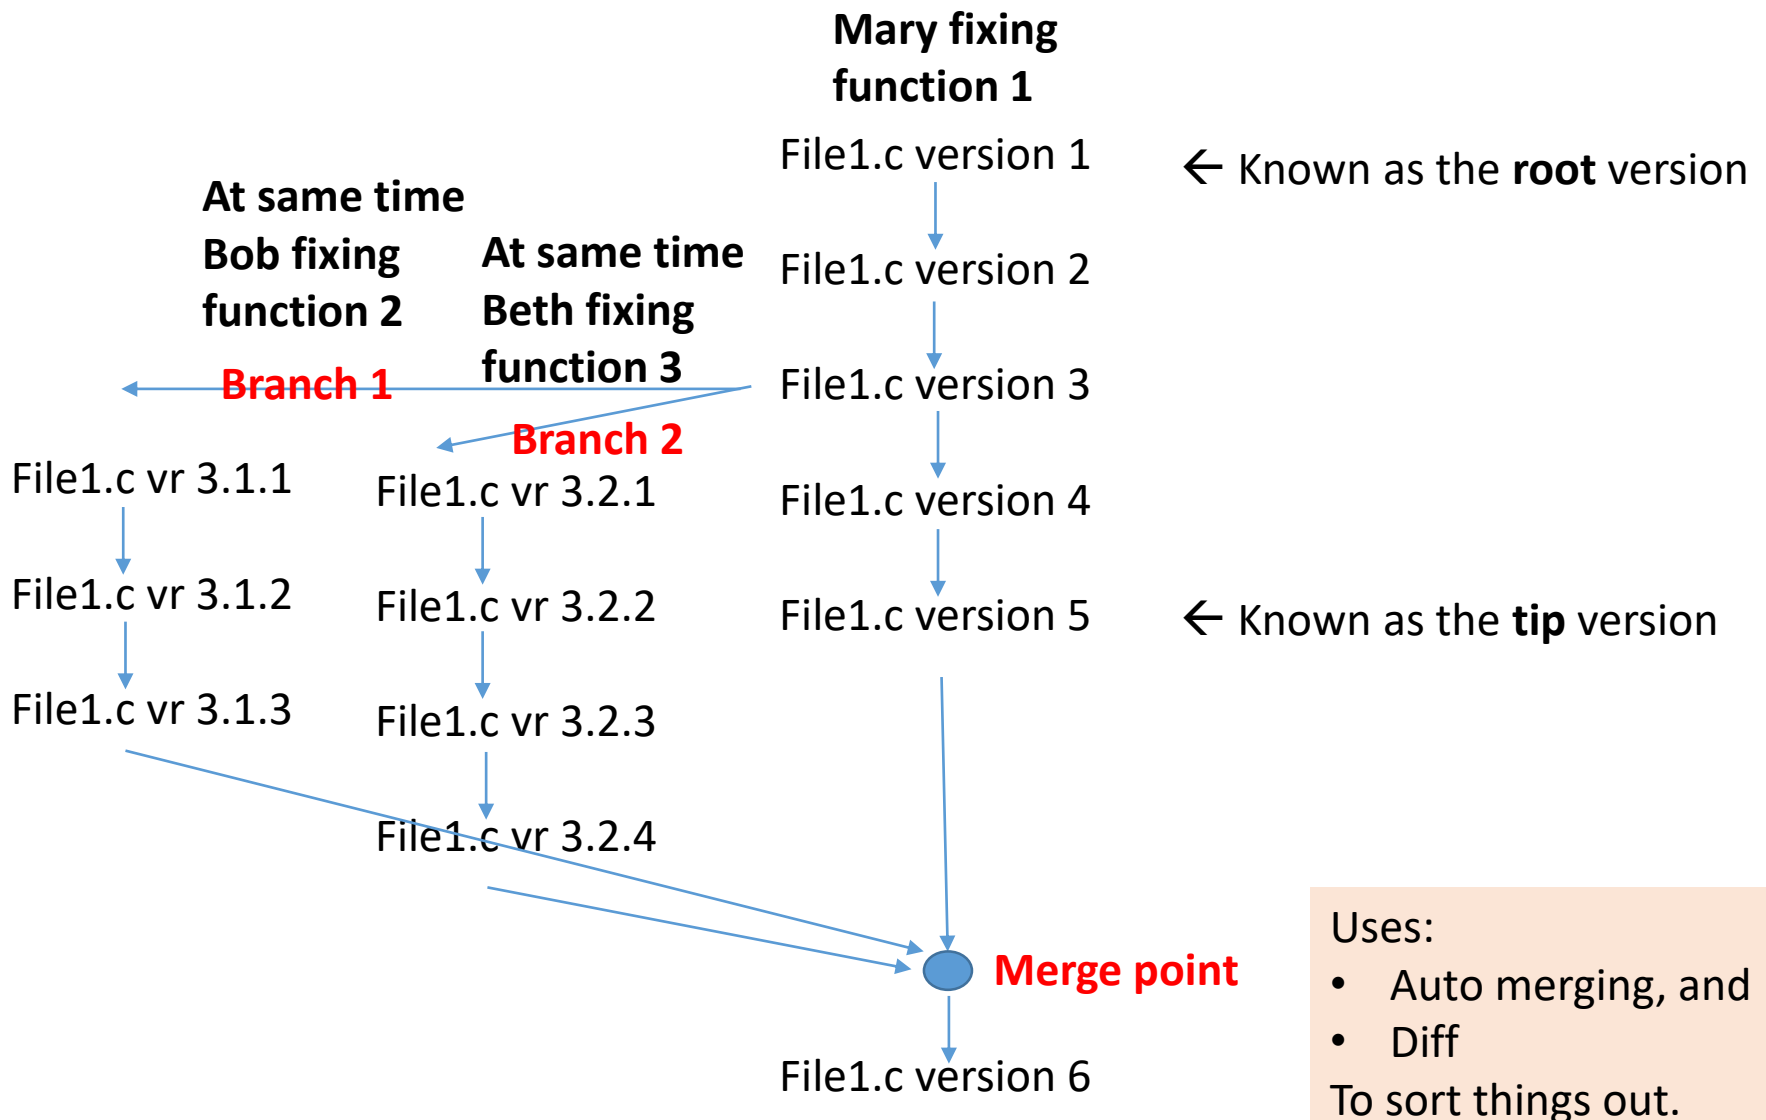 Mary fixing
function 1
File1.c version 1
← Known as the root version
At same time
Bob fixing
function 2
At same time
Beth fixing
function 3
File1.c version 2
File1.c version 3
Branch 1
Branch 2
File1.c vr 3.1.1
File1.c vr 3.2.1
File1.c version 4
File1.c vr 3.1.2
File1.c vr 3.2.2
File1.c version 5
← Known as the tip version
File1.c vr 3.1.3
File1.c vr 3.2.3
File1.c vr 3.2.4
Merge point
File1.c version 6
Uses:
• Auto merging, and
• Diff
To sort things out.